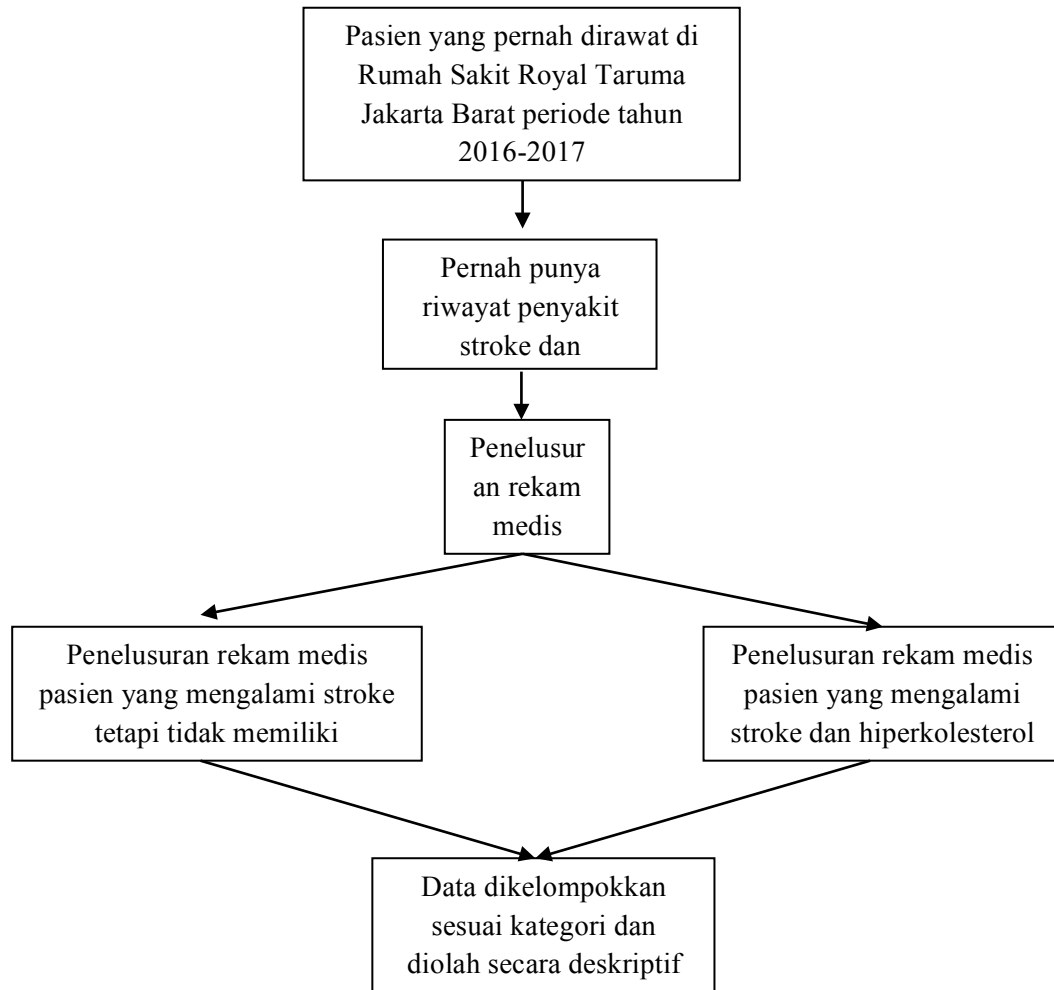 Pasien yang pernah dirawat di
Rumah Sakit Royal Taruma
Jakarta Barat periode tahun
2016-2017
Pernah punya
riwayat penyakit
stroke dan
Penelusur
an rekam
medis
Penelusuran rekam medis
pasien yang mengalami stroke
tetapi tidak memiliki
Penelusuran rekam medis
pasien yang mengalami
stroke dan hiperkolesterol
Data dikelompokkan
sesuai kategori dan
diolah secara deskriptif